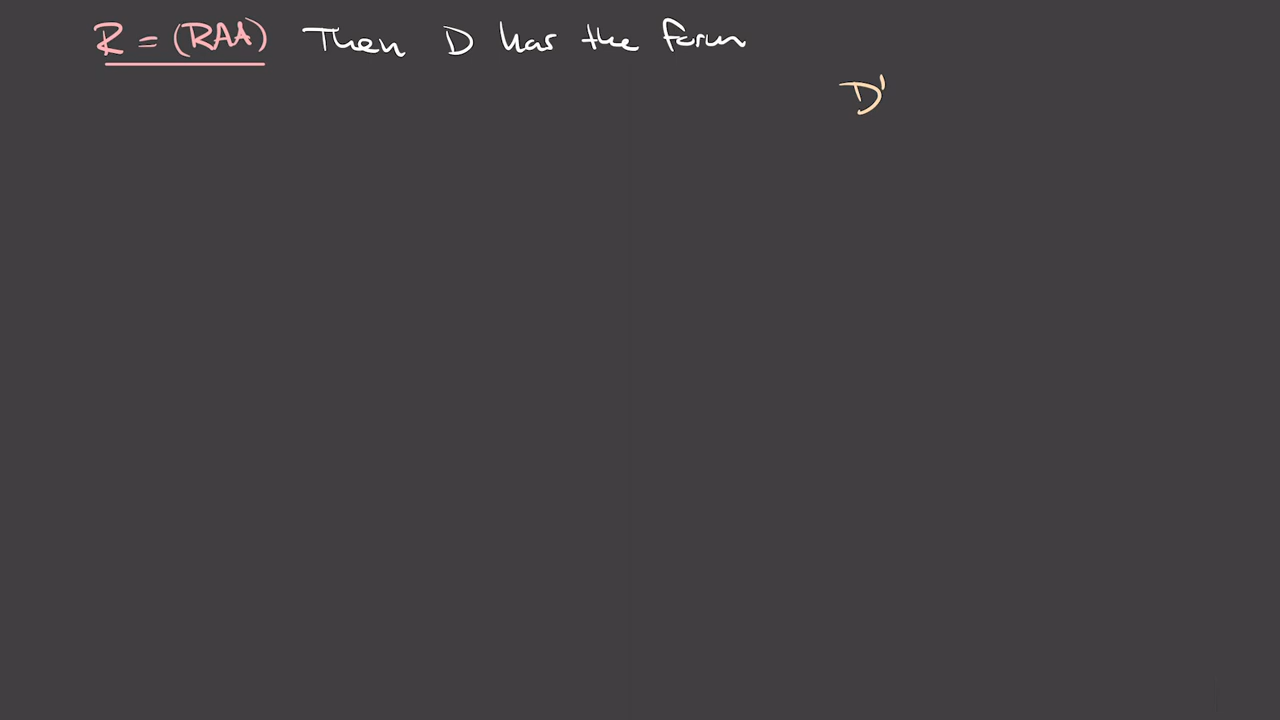 R = (RAA) Then D has the form
D'